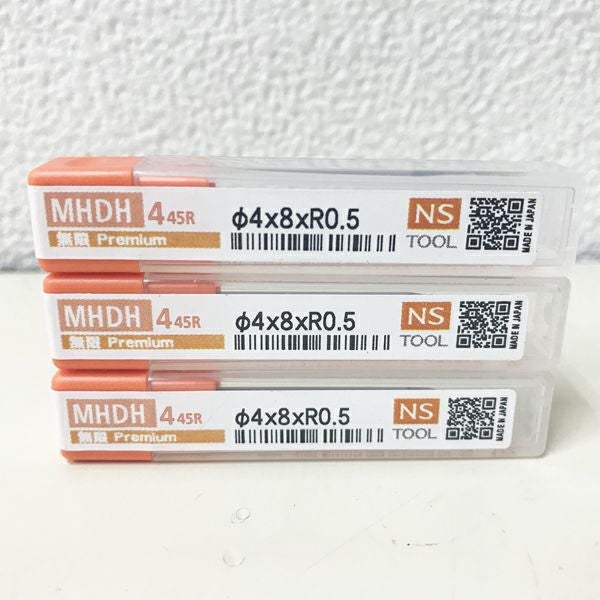 MHDH 4 45R
無限 Premium
φ4x8xR0.5
NS
TOOL
MADE IN JAPAN
MHDH 4 45R
無限 Premium
φ4x8xR0.5
NS
TOOL
MADE IN JAPAN
MHDH 4 45R
無限 Premium
φ4x8xR0.5
NS
TOOL
MADE IN JAPAN